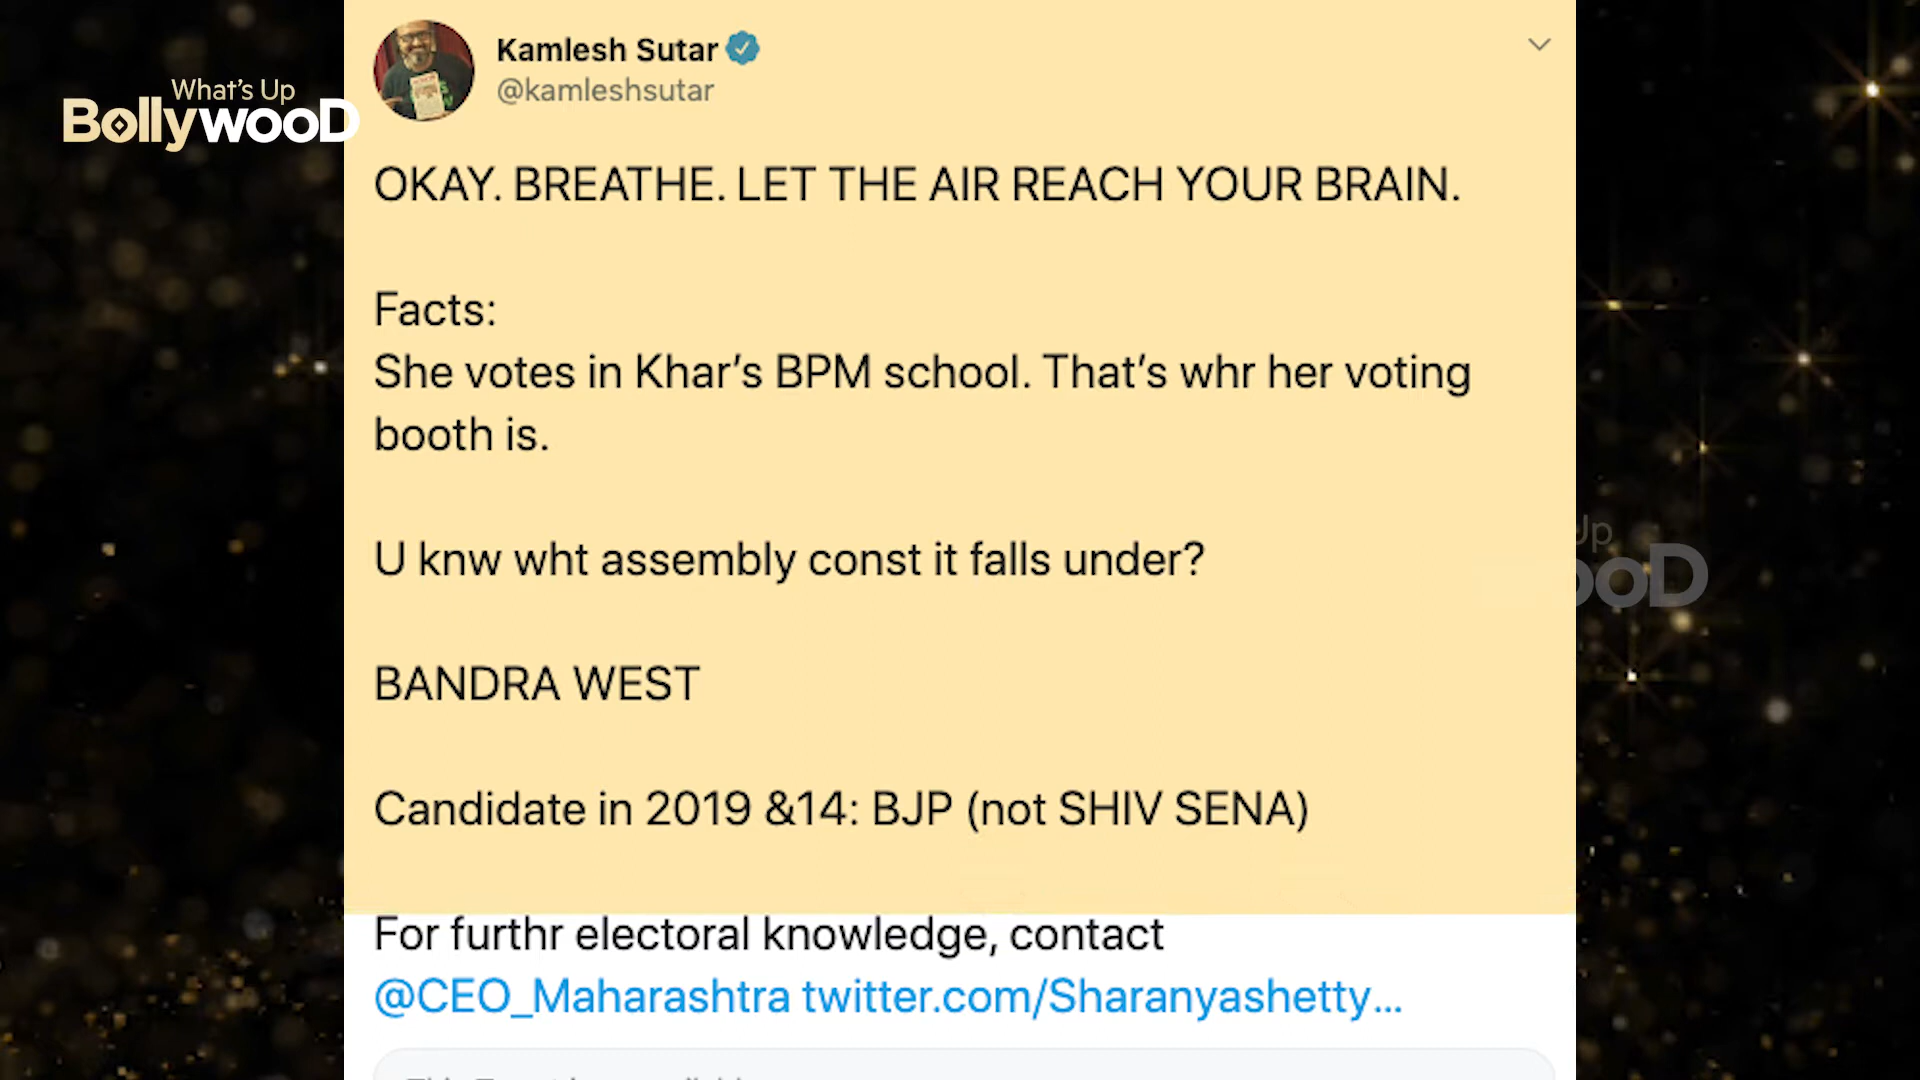 What's Up
BollywooD
Kamlesh Sutar
@kamleshsutar
OKAY. BREATHE. LET THE AIR REACH YOUR BRAIN.
Facts:
She votes in Khar's BPM school. That's whr her voting
booth is.
U knw wht assembly const it falls under?
BANDRA WEST
Candidate in 2019 &14: BJP (not SHIV SENA)
For furthr electoral knowledge, contact
@CEO_Maharashtra twitter.com/Sharanyashetty...
Up
ooD